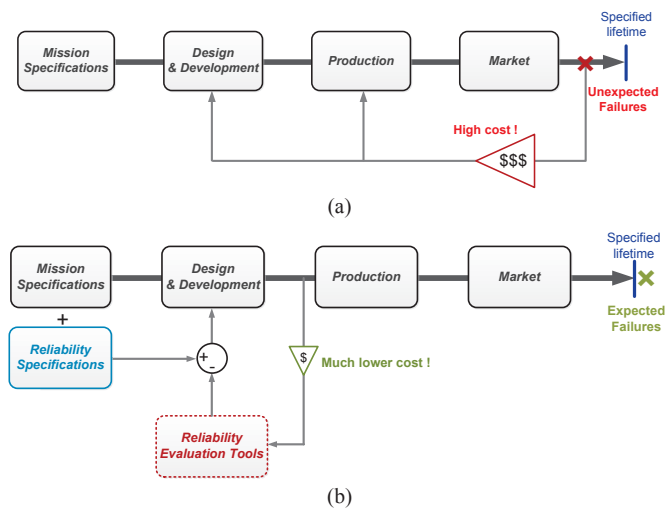 Mission
Specifications
Design
& Development
Production
Market
Specified
lifetime
Unexpected
Failures
High cost !
$$$
(a)
Mission
Specifications
Design
& Development
Production
Market
Specified
lifetime
Expected
Failures
+
Reliability
Specifications
+
-
$
Much lower cost !
Reliability
Evaluation Tools
(b)